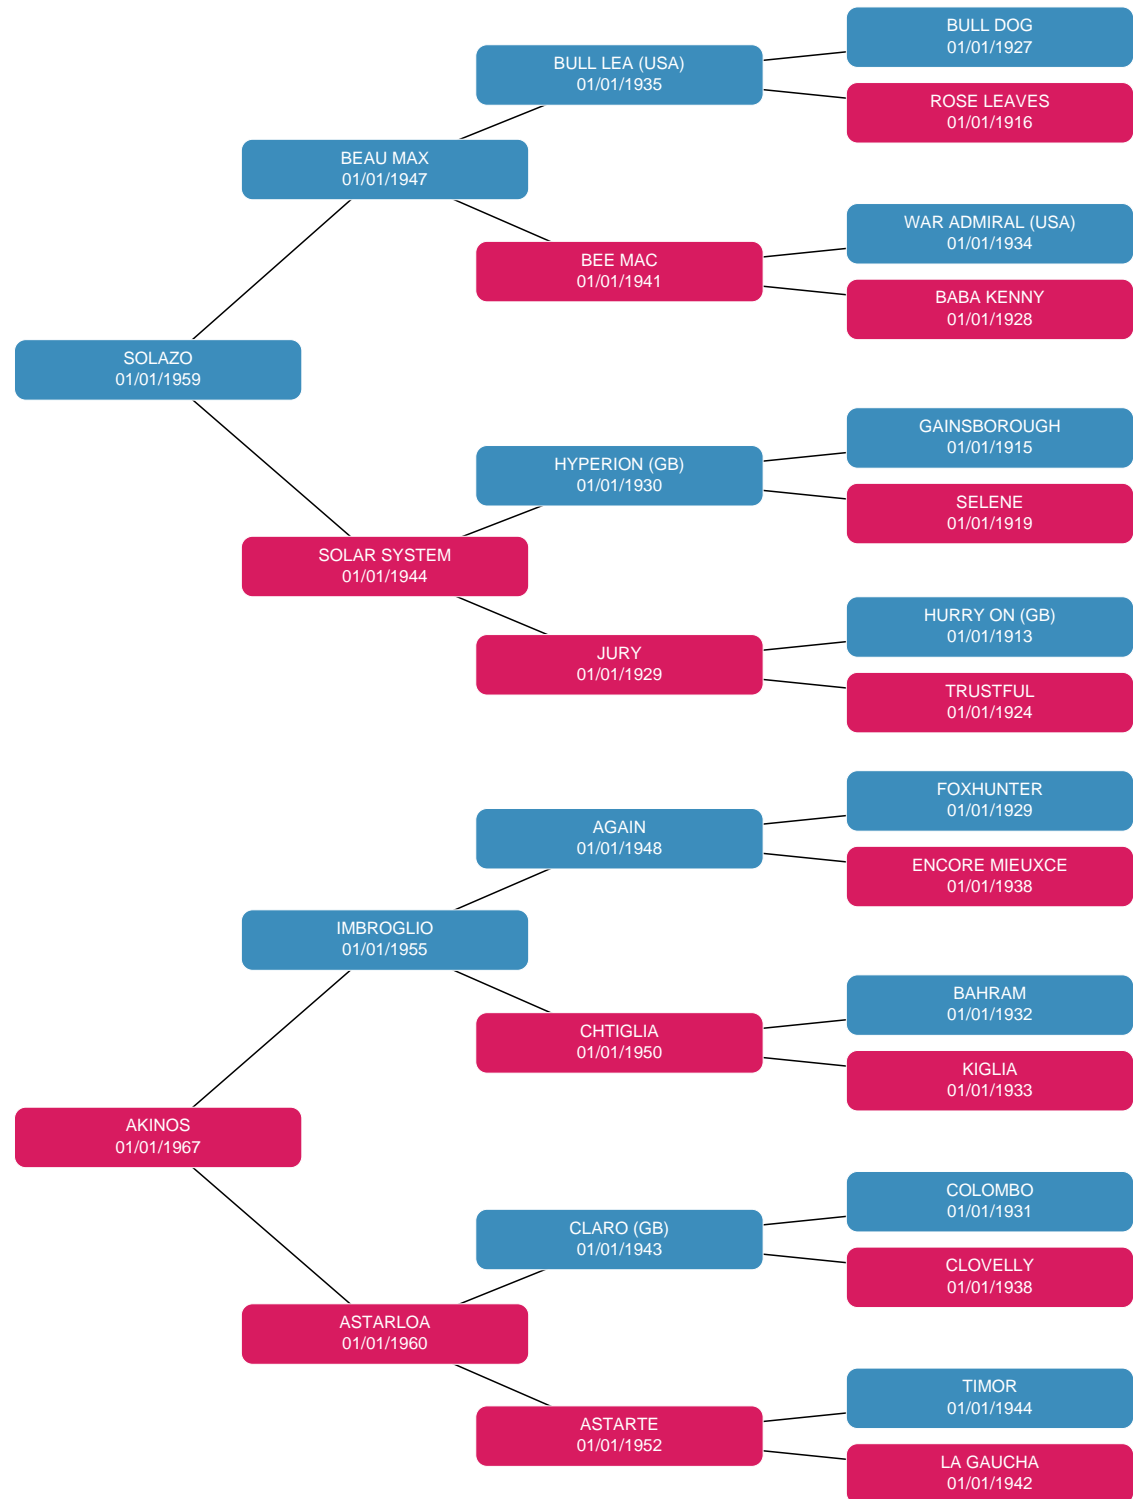 BULL DOG
01/01/1927
BULL LEA (USA)
01/01/1935
ROSE LEAVES
01/01/1916
BEAU MAX
01/01/1947
WAR ADMIRAL (USA)
01/01/1934
BEE MAC
01/01/1941
BABA KENNY
01/01/1928
SOLAZO
01/01/1959
GAINSBOROUGH
01/01/1915
HYPERION (GB)
01/01/1930
SELENE
01/01/1919
SOLAR SYSTEM
01/01/1944
HURRY ON (GB)
01/01/1913
JURY
01/01/1929
TRUSTFUL
01/01/1924
FOXHUNTER
01/01/1929
AGAIN
01/01/1948
ENCORE MIEUXCE
01/01/1938
IMBROGLIO
01/01/1955
BAHRAM
01/01/1932
CHTIGLIA
01/01/1950
KIGLIA
01/01/1933
AKINOS
01/01/1967
COLOMBO
01/01/1931
CLARO (GB)
01/01/1943
CLOVELLY
01/01/1938
ASTARLOA
01/01/1960
TIMOR
01/01/1944
ASTARTE
01/01/1952
LA GAUCHA
01/01/1942